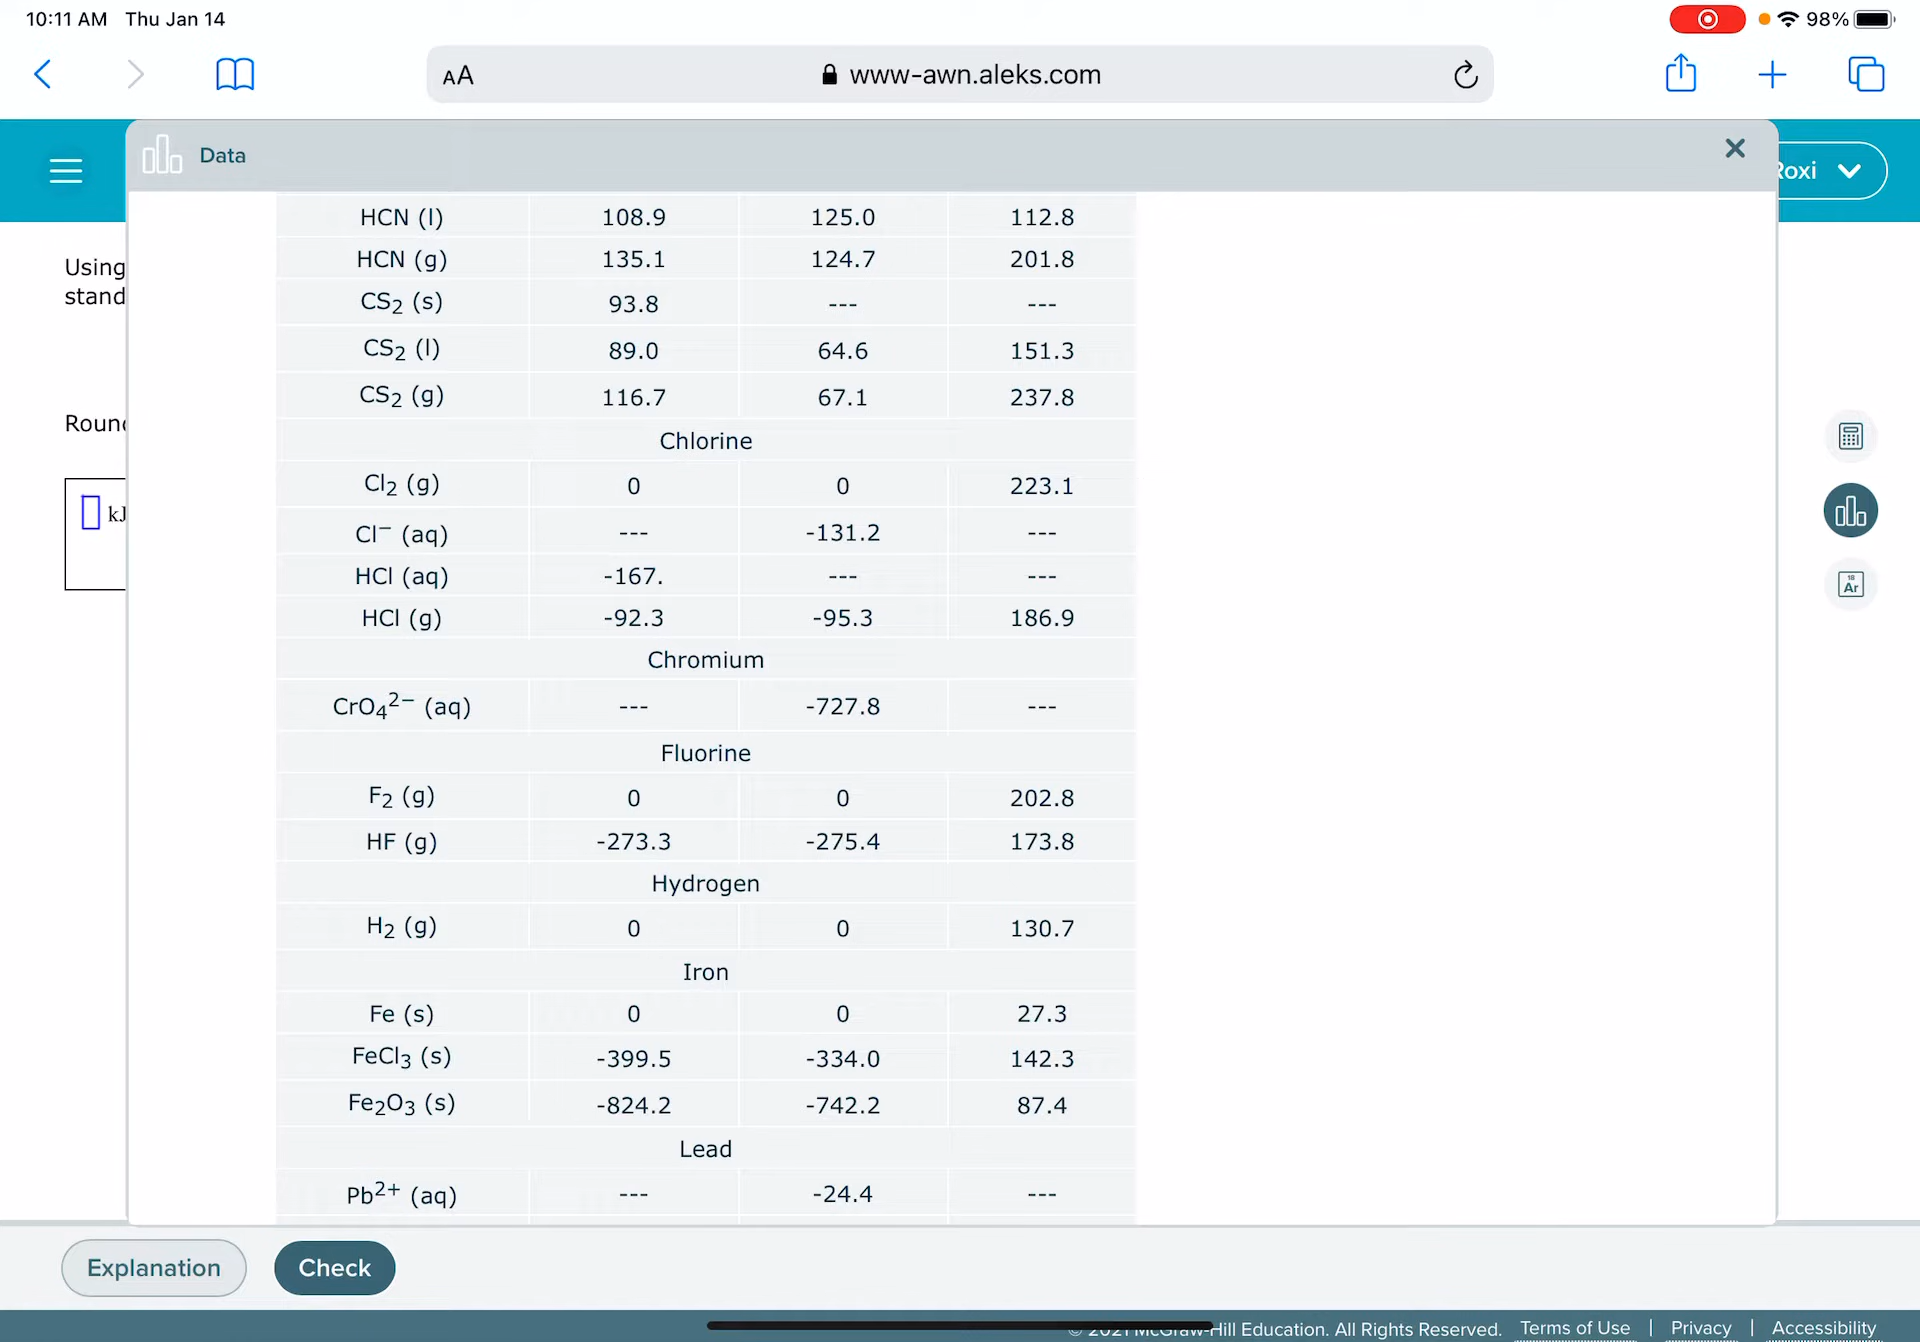 10:11 AM Thu Jan 14
98%
AA
www-awn.aleks.com
Data
HCN (l) 108.9 125.0 112.8
HCN (g) 135.1 124.7 201.8
CS2 (s) 93.8 --- ---
CS2 (l) 89.0 64.6 151.3
CS2 (g) 116.7 67.1 237.8
Chlorine
Cl2 (g) 0 0 223.1
Cl− (aq) --- -131.2 ---
HCl (aq) -167. --- ---
HCl (g) -92.3 -95.3 186.9
Chromium
CrO4 2− (aq) --- -727.8 ---
Fluorine
F2 (g) 0 0 202.8
HF (g) -273.3 -275.4 173.8
Hydrogen
H2 (g) 0 0 130.7
Iron
Fe (s) 0 0 27.3
FeCl3 (s) -399.5 -334.0 142.3
Fe2O3 (s) -824.2 -742.2 87.4
Lead
Pb2+ (aq) --- -24.4 ---
Using
stand
kJ
18
Ar
Explanation
Check
Hill Education. All Rights Reserved. Terms of Use | Privacy | Accessibility